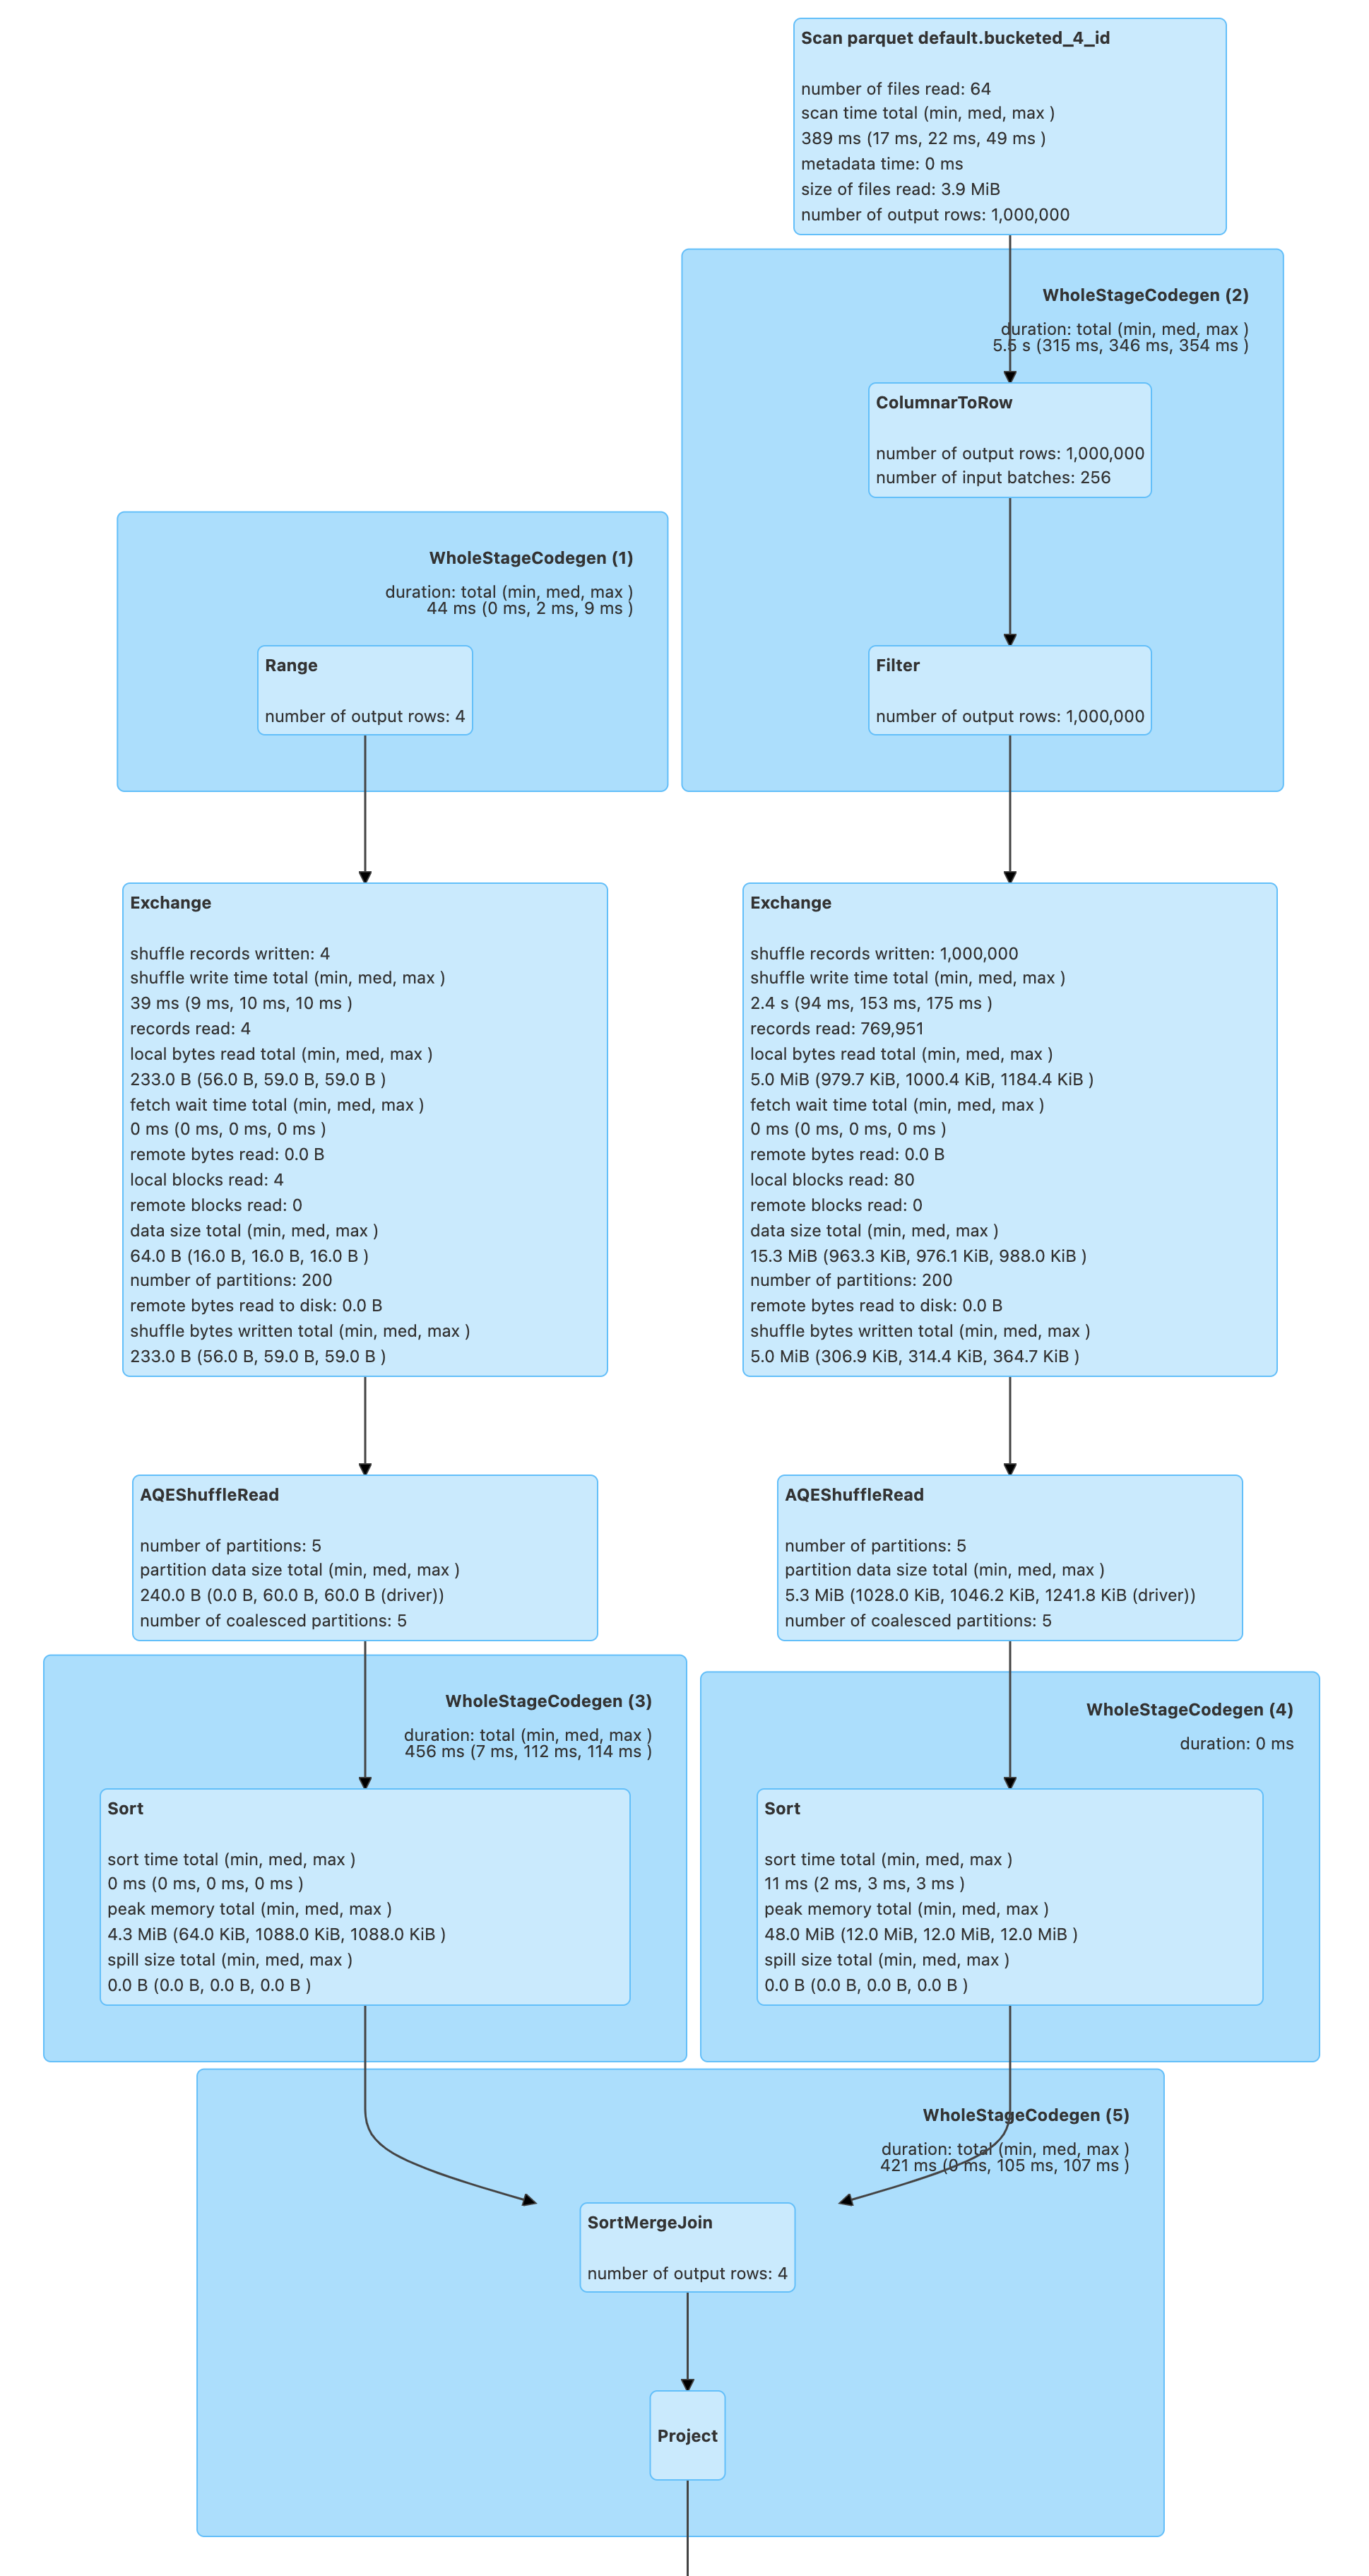 Scan parquet default.bucketed_4_id
number of files read: 64
scan time total (min, med, max )
389 ms (17 ms, 22 ms, 49 ms )
metadata time: 0 ms
size of files read: 3.9 MiB
number of output rows: 1,000,000
WholeStageCodegen (2)
duration: total (min, med, max )
5.5 s (315 ms, 346 ms, 354 ms )
ColumnarToRow
number of output rows: 1,000,000
number of input batches: 256
WholeStageCodegen (1)
duration: total (min, med, max )
44 ms (0 ms, 2 ms, 9 ms )
Range
number of output rows: 4
Filter
number of output rows: 1,000,000
Exchange
shuffle records written: 4
shuffle write time total (min, med, max )
39 ms (9 ms, 10 ms, 10 ms )
records read: 4
local bytes read total (min, med, max )
233.0 B (56.0 B, 59.0 B, 59.0 B )
fetch wait time total (min, med, max )
0 ms (0 ms, 0 ms, 0 ms )
remote bytes read: 0.0 B
local blocks read: 4
remote blocks read: 0
data size total (min, med, max )
64.0 B (16.0 B, 16.0 B, 16.0 B )
number of partitions: 200
remote bytes read to disk: 0.0 B
shuffle bytes written total (min, med, max )
233.0 B (56.0 B, 59.0 B, 59.0 B )
Exchange
shuffle records written: 1,000,000
shuffle write time total (min, med, max )
2.4 s (94 ms, 153 ms, 175 ms )
records read: 769,951
local bytes read total (min, med, max )
5.0 MiB (979.7 KiB, 1000.4 KiB, 1184.4 KiB )
fetch wait time total (min, med, max )
0 ms (0 ms, 0 ms, 0 ms )
remote bytes read: 0.0 B
local blocks read: 80
remote blocks read: 0
data size total (min, med, max )
15.3 MiB (963.3 KiB, 976.1 KiB, 988.0 KiB )
number of partitions: 200
remote bytes read to disk: 0.0 B
shuffle bytes written total (min, med, max )
5.0 MiB (306.9 KiB, 314.4 KiB, 364.7 KiB )
AQEShuffleRead
number of partitions: 5
partition data size total (min, med, max )
240.0 B (0.0 B, 60.0 B, 60.0 B (driver))
number of coalesced partitions: 5
AQEShuffleRead
number of partitions: 5
partition data size total (min, med, max )
5.3 MiB (1028.0 KiB, 1046.2 KiB, 1241.8 KiB (driver))
number of coalesced partitions: 5
WholeStageCodegen (3)
duration: total (min, med, max )
456 ms (7 ms, 112 ms, 114 ms )
Sort
sort time total (min, med, max )
0 ms (0 ms, 0 ms, 0 ms )
peak memory total (min, med, max )
4.3 MiB (64.0 KiB, 1088.0 KiB, 1088.0 KiB )
spill size total (min, med, max )
0.0 B (0.0 B, 0.0 B, 0.0 B )
WholeStageCodegen (4)
duration: 0 ms
Sort
sort time total (min, med, max )
11 ms (2 ms, 3 ms, 3 ms )
peak memory total (min, med, max )
48.0 MiB (12.0 MiB, 12.0 MiB, 12.0 MiB )
spill size total (min, med, max )
0.0 B (0.0 B, 0.0 B, 0.0 B )
WholeStageCodegen (5)
duration: total (min, med, max )
421 ms (0 ms, 105 ms, 107 ms )
SortMergeJoin
number of output rows: 4
Project